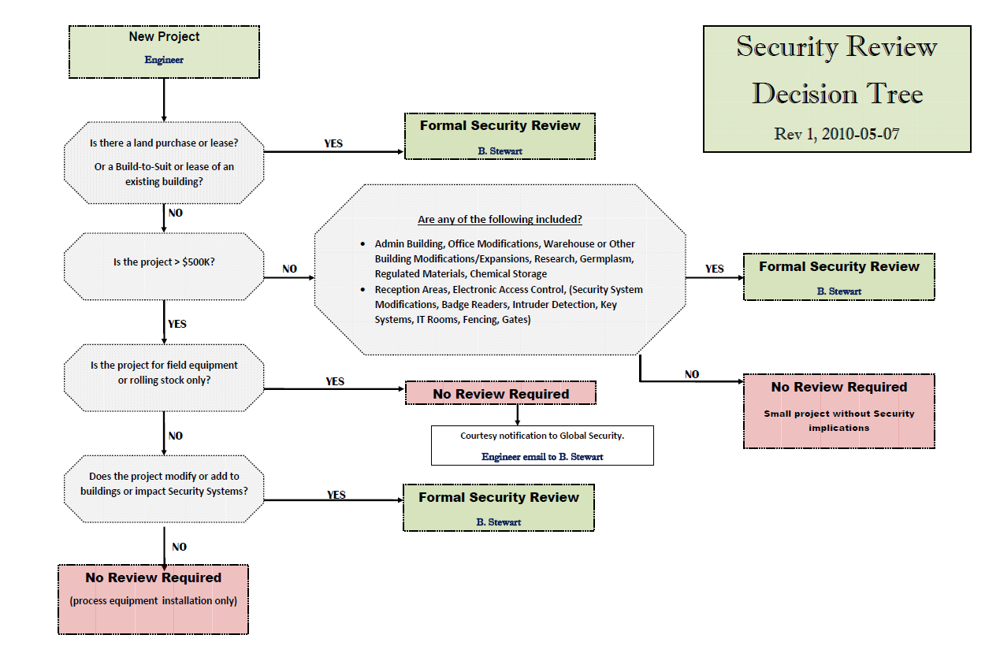 New Project
Engineer
Security Review
Decision Tree
Rev 1, 2010-05-07
Is there a land purchase or lease?
Or a Build-to-Suit or lease of an
existing building?
YES
Formal Security Review
B. Stewart
NO
Is the project > $500K?
NO
Are any of the following included?
• Admin Building, Office Modifications, Warehouse or Other
Building Modifications/Expansions, Research, Germplasm,
Regulated Materials, Chemical Storage
• Reception Areas, Electronic Access Control, (Security System
Modifications, Badge Readers, Intruder Detection, Key
Systems, IT Rooms, Fencing, Gates)
YES
Formal Security Review
B. Stewart
NO
No Review Required
Small project without Security
implications
YES
Is the project for field equipment
or rolling stock only?
YES
No Review Required
Courtesy notification to Global Security.
Engineer email to B. Stewart
NO
Does the project modify or add to
buildings or impact Security Systems?
YES
Formal Security Review
B. Stewart
NO
No Review Required
(process equipment installation only)